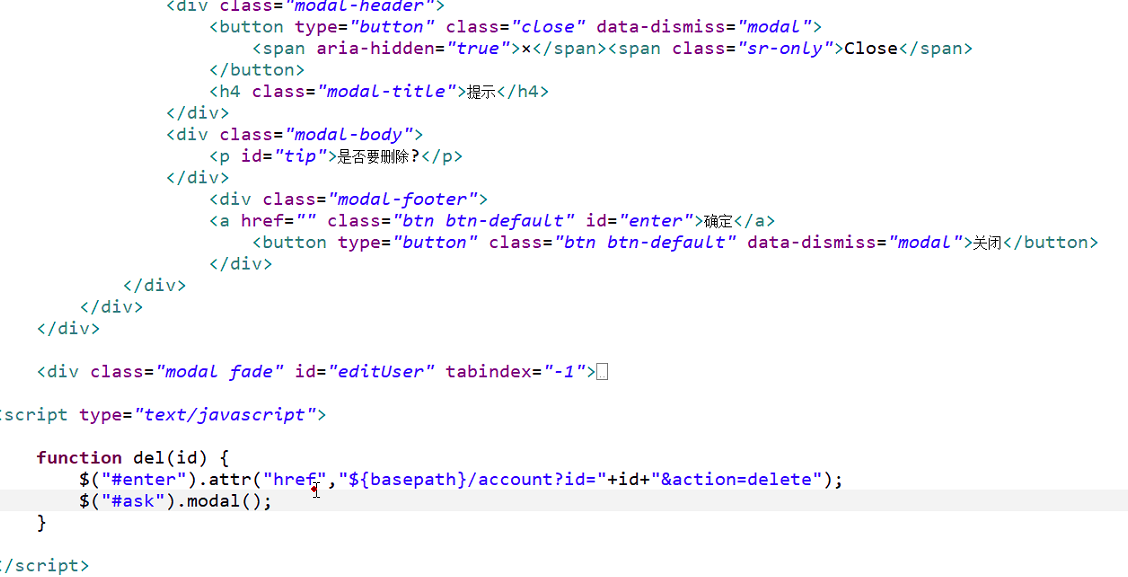 <div class="modal-header">
<button type="button" class="close" data-dismiss="modal">
<span aria-hidden="true">×</span><span class="sr-only">Close</span>
</button>
<h4 class="modal-title">提示</h4>
</div>
<div class="modal-body">
<p id="tip">是否要删除?</p>
</div>
<div class="modal-footer">
<a href="" class="btn btn-default" id="enter">确定</a>
<button type="button" class="btn btn-default" data-dismiss="modal">关闭</button>
</div>
</div>
</div>
</div>
<div class="modal fade" id="editUser" tabindex="-1">
<script type="text/javascript">
function del(id) {
$("#enter").attr("href","${basepath}/account?id="+id+"&action=delete");
$("#ask").modal();
}
</script>